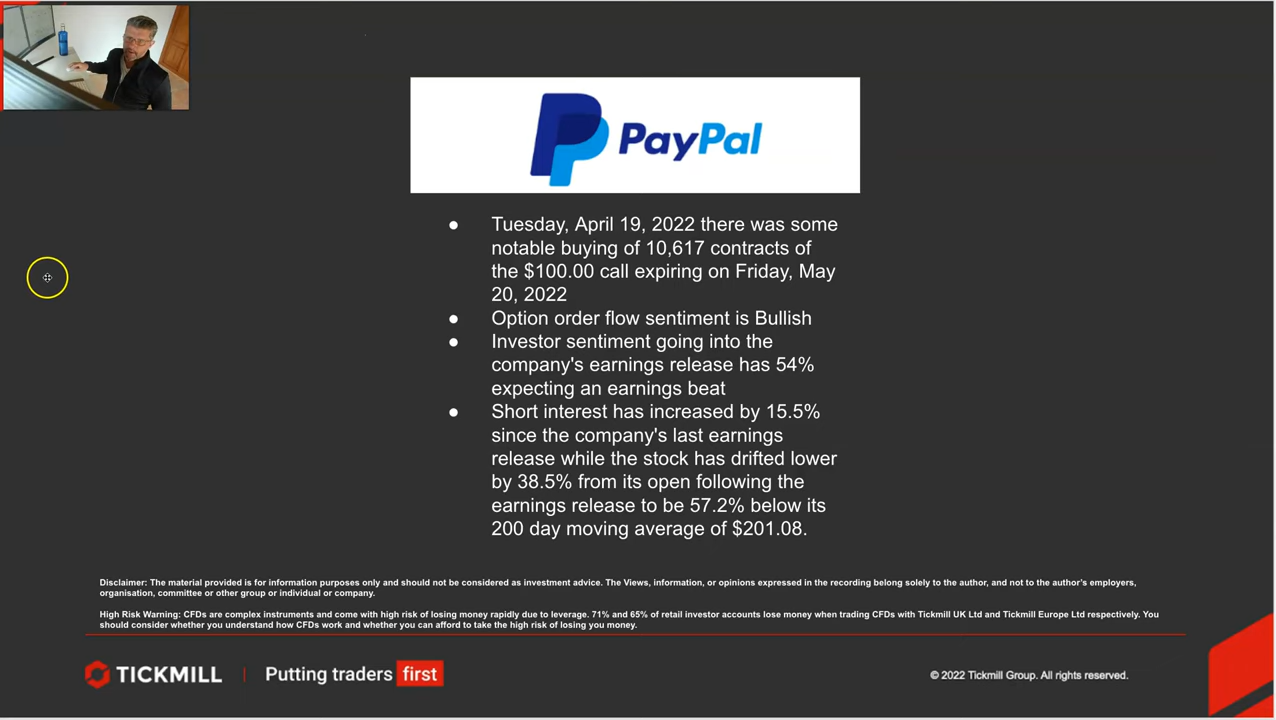 PayPal
● Tuesday, April 19, 2022 there was some
notable buying of 10,617 contracts of
the $100.00 call expiring on Friday, May
20, 2022
● Option order flow sentiment is Bullish
● Investor sentiment going into the
company's earnings release has 54%
expecting an earnings beat
● Short interest has increased by 15.5%
since the company's last earnings
release while the stock has drifted lower
by 38.5% from its open following the
earnings release to be 57.2% below its
200 day moving average of $201.08.
Disclaimer: The material provided is for information purposes only and should not be considered as investment advice. The Views, information, or opinions expressed in the recording belong solely to the author, and not to the author's employers,
organisation, committee or other group or individual or company.
High Risk Warning: CFDs are complex instruments and come with high risk of losing money rapidly due to leverage. 71% and 65% of retail investor accounts lose money when trading CFDs with Tickmill UK Ltd and Tickmill Europe Ltd respectively. You
should consider whether you understand how CFDs work and whether you can afford to take the high risk of losing you money.
TICKMILL | Putting traders first
© 2022 Tickmill Group. All rights reserved.